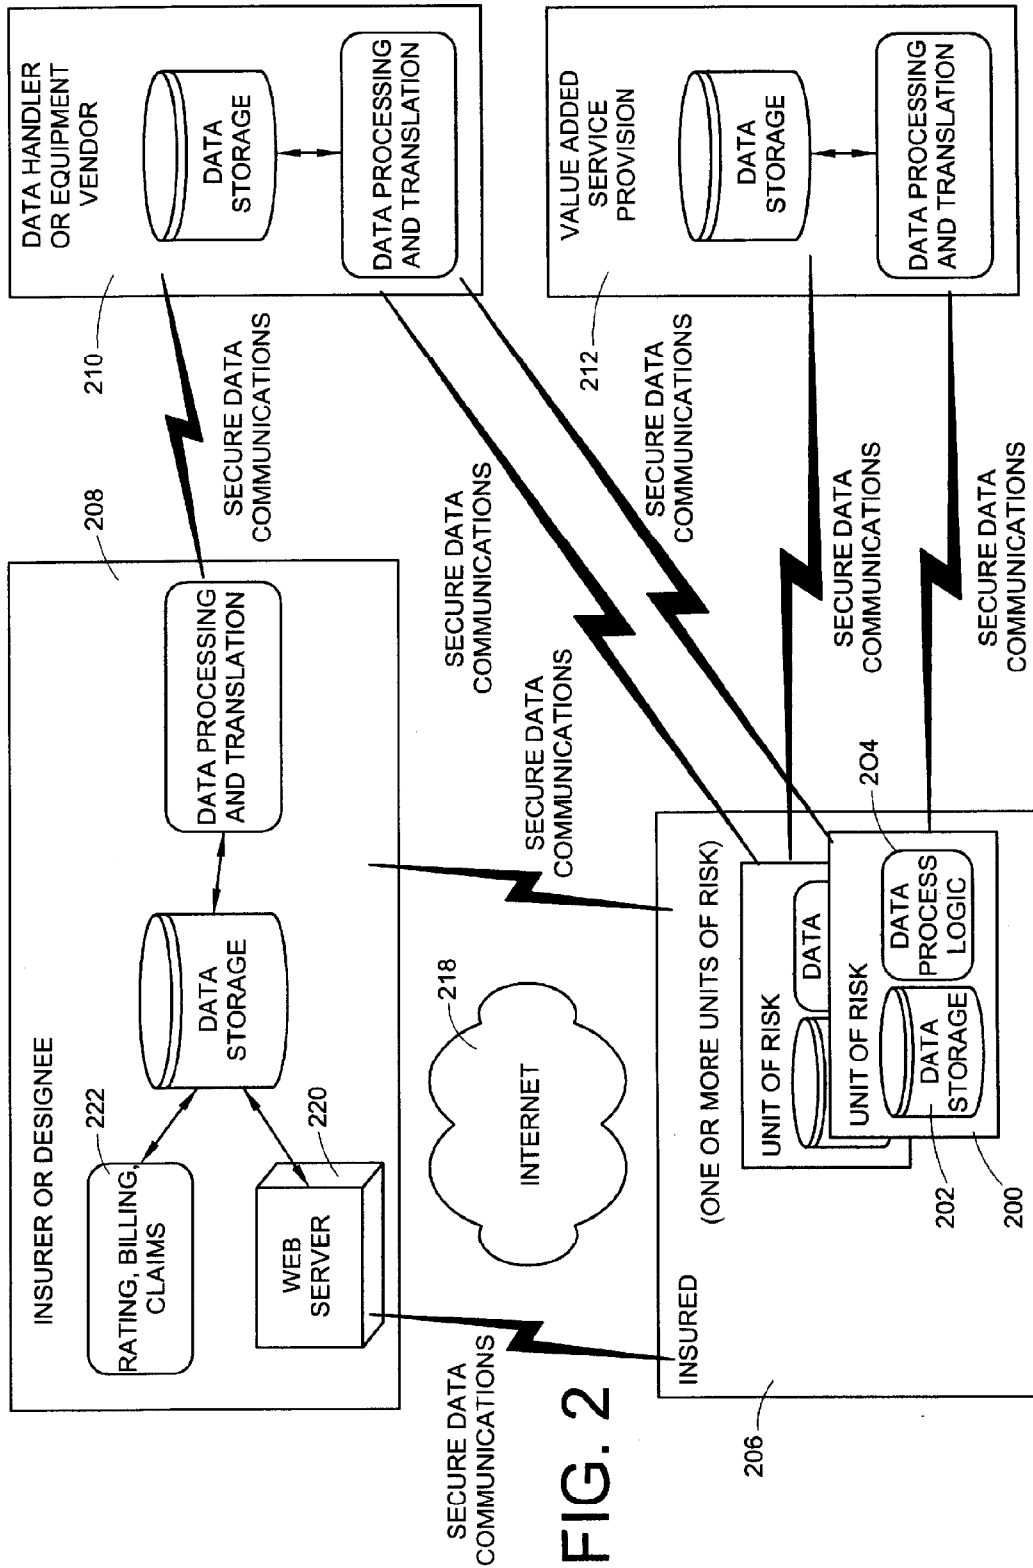 INSURER OR DESIGNEE
208
222
RATING, BILLING,
CLAIMS
DATA
STORAGE
DATA PROCESSING
AND TRANSLATION
220
WEB
SERVER
SECURE DATA
COMMUNICATIONS
210
DATA HANDLER
OR EQUIPMENT
VENDOR
DATA
STORAGE
DATA PROCESSING
AND TRANSLATION
SECURE DATA
COMMUNICATIONS
218
INTERNET
SECURE DATA
COMMUNICATIONS
SECURE DATA
COMMUNICATIONS
SECURE DATA
COMMUNICATIONS
212
VALUE ADDED
SERVICE
PROVISION
DATA
STORAGE
DATA PROCESSING
AND TRANSLATION
SECURE DATA
COMMUNICATIONS
SECURE DATA
COMMUNICATIONS
INSURED
(ONE OR MORE UNITS OF RISK)
206
UNIT OF RISK
DATA
UNIT OF RISK
DATA
STORAGE
DATA
PROCESS
LOGIC
204
202
200
FIG. 2